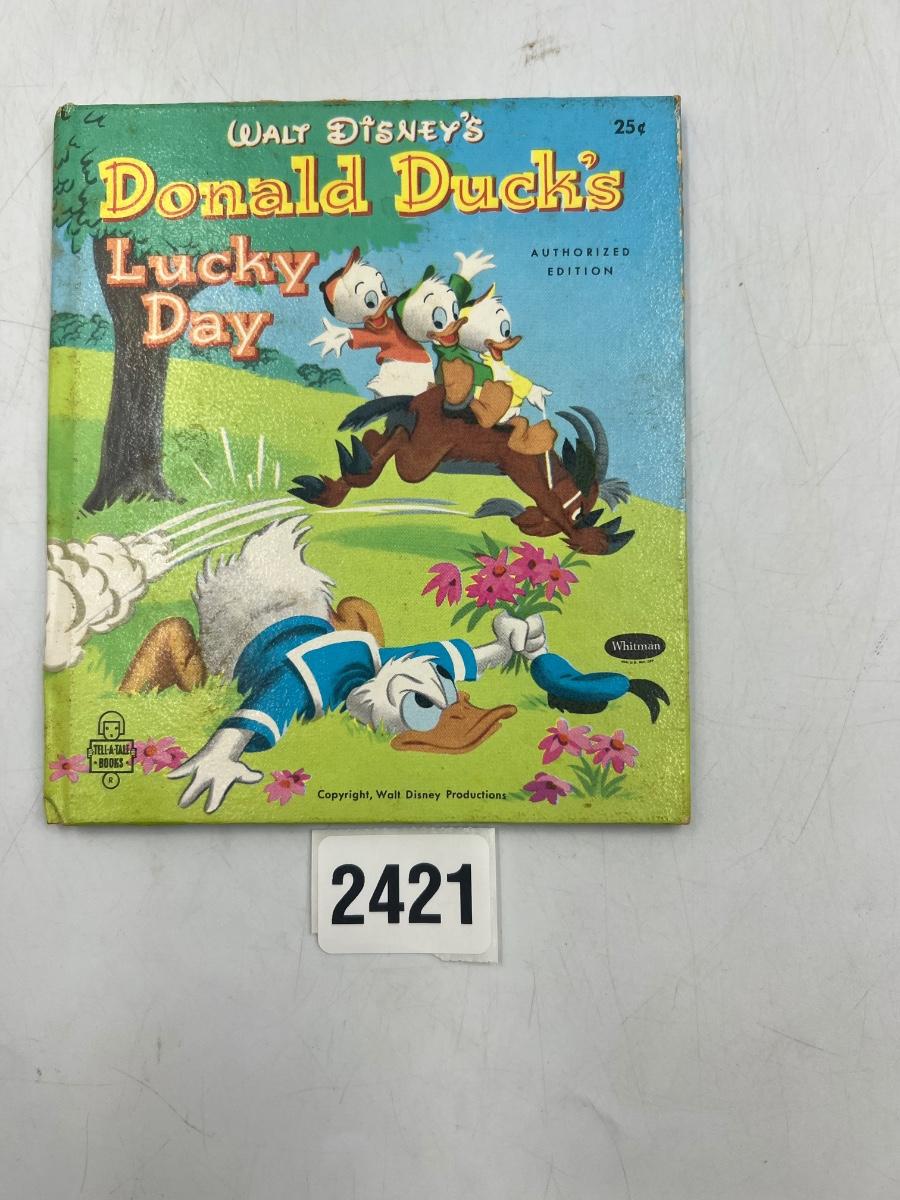 WALT DISNEY'S
25¢
Donald Duck's
Lucky
Day
AUTHORIZED
EDITION
Whitman
TELL-A-TALE
BOOKS
R
Copyright, Walt Disney Productions
2421